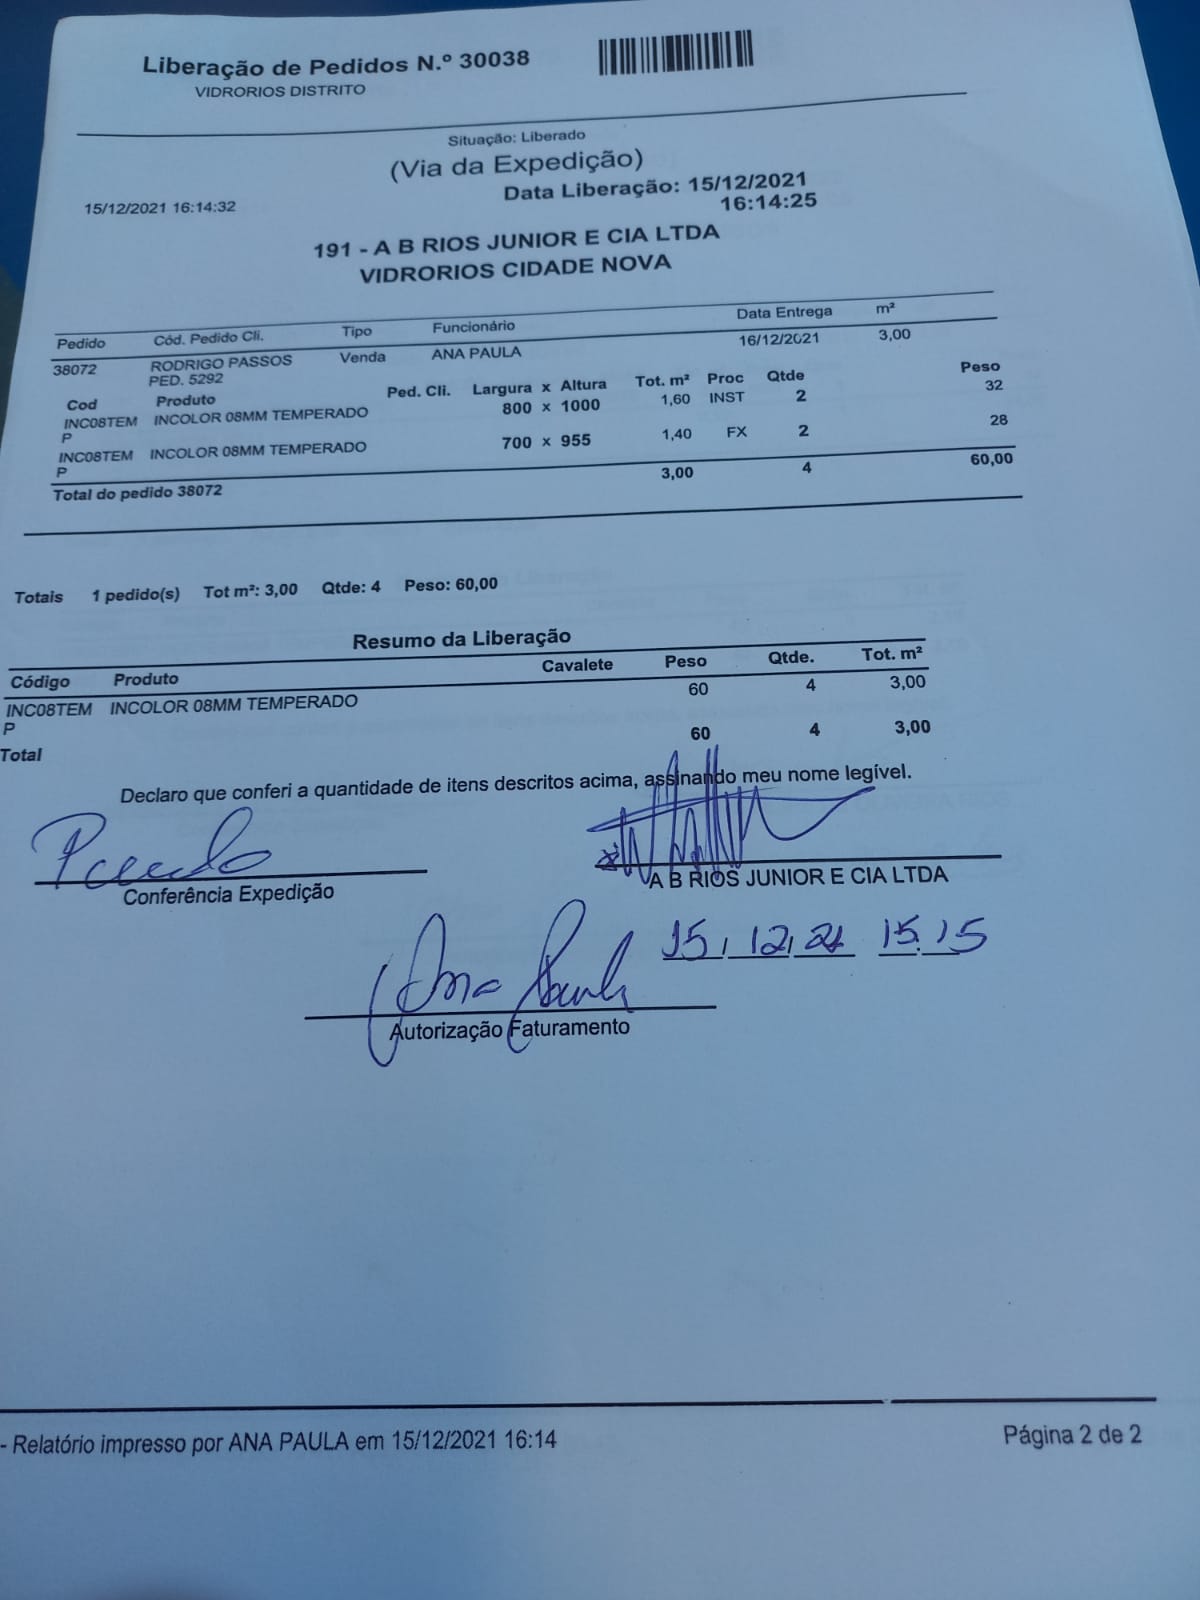 Liberação de Pedidos N.º 30038
VIDRORIOS DISTRITO
Situação: Liberado
(Via da Expedição)
15/12/2021 16:14:32 Data Liberação: 15/12/2021
16:14:25
191 - A B RIOS JUNIOR E CIA LTDA
VIDRORIOS CIDADE NOVA
Pedido Cód. Pedido Cli. Tipo Funcionário Data Entrega m²
38072 RODRIGO PASSOS Venda ANA PAULA 16/12/2021 3,00
PED. 5292
Cod Produto Ped. Cli. Largura x Altura Tot. m² Proc Qtde Peso
INC08TEM INCOLOR 08MM TEMPERADO 800 x 1000 1,60 INST 2 32
P
INC08TEM INCOLOR 08MM TEMPERADO 700 x 955 1,40 FX 2 28
P
Total do pedido 38072 3,00 4 60,00
Totais 1 pedido(s) Tot m²: 3,00 Qtde: 4 Peso: 60,00
Resumo da Liberação
Código Produto Cavalete Peso Qtde. Tot. m²
INC08TEM INCOLOR 08MM TEMPERADO 60 4 3,00
P
Total 60 4 3,00
Declaro que conferi a quantidade de itens descritos acima, assinando meu nome legível.
Conferência Expedição A B RIOS JUNIOR E CIA LTDA
15, 12, 21 15:15
Ana Paula
Autorização Faturamento
- Relatório impresso por ANA PAULA em 15/12/2021 16:14 Página 2 de 2